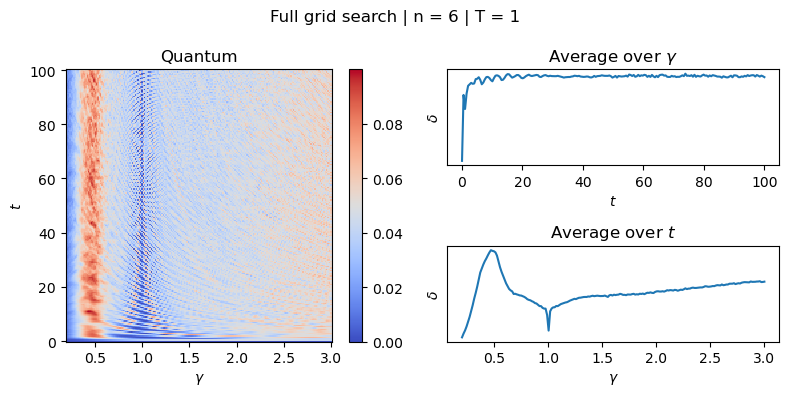 Full grid search | n = 6 | T = 1
Quantum
100
80
60
40
20
0
t
0.5 1.0 1.5 2.0 2.5 3.0
γ
0.08
0.06
0.04
0.02
0.00
Average over γ
δ
0 20 40 60 80 100
t
Average over t
δ
0.5 1.0 1.5 2.0 2.5 3.0
γ